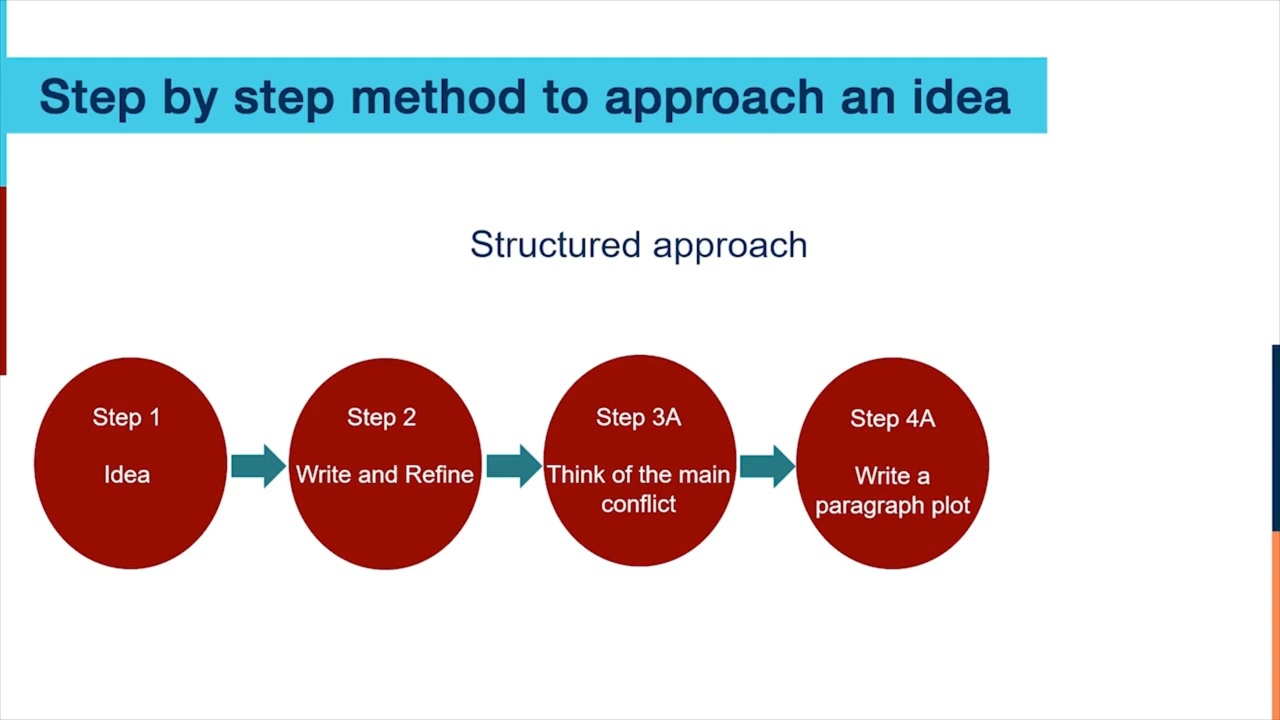 Step by step method to approach an idea
Structured approach
Step 1
Idea
Step 2
Write and Refine
Step 3A
Think of the main
conflict
Step 4A
Write a
paragraph plot